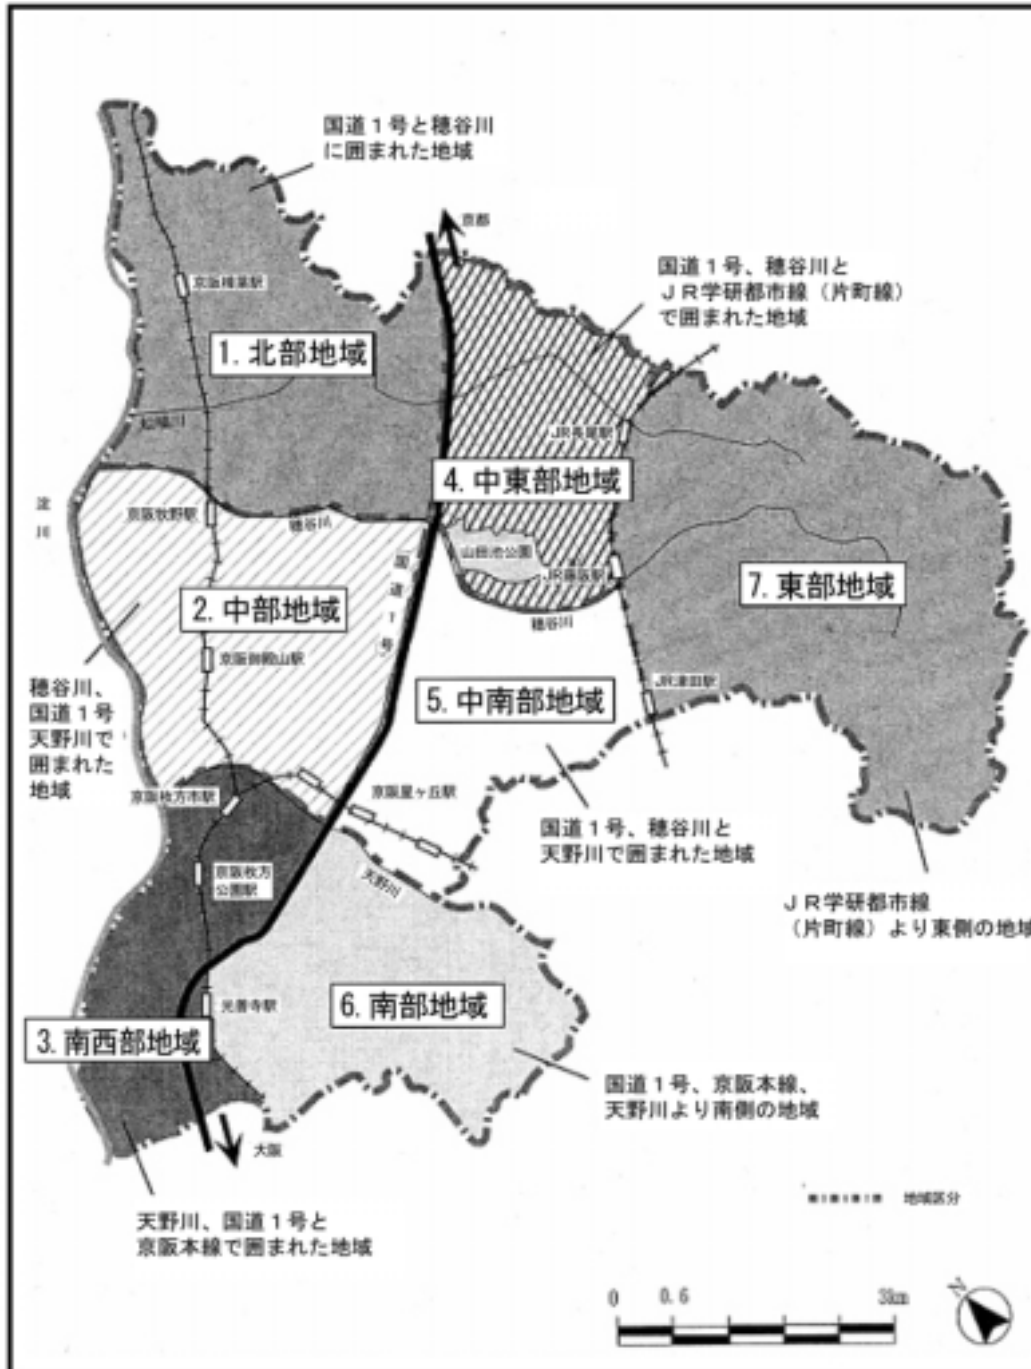 国道１号と穂谷川
に囲まれた地域
京都
国道１号、穂谷川と
ＪＲ学研都市線（片町線）
で囲まれた地域
京阪樟葉駅
1. 北部地域
船橋川
JR長尾駅
4. 中東部地域
淀川
京阪牧野駅
穂谷川
国道１号
山田池公園
JR藤阪駅
7. 東部地域
2. 中部地域
穂谷川
京阪御殿山駅
穂谷川、
国道１号
天野川で
囲まれた
地域
5. 中南部地域
JR津田駅
京阪枚方市駅
京阪星ヶ丘駅
国道１号、穂谷川と
天野川で囲まれた地域
京阪枚方
公園駅
天野川
ＪＲ学研都市線
（片町線）より東側の地域
光善寺駅
6. 南部地域
3. 南西部地域
国道１号、京阪本線、
天野川より南側の地域
大阪
地域区分
天野川、国道１号と
京阪本線で囲まれた地域
0 0.6 3km
N